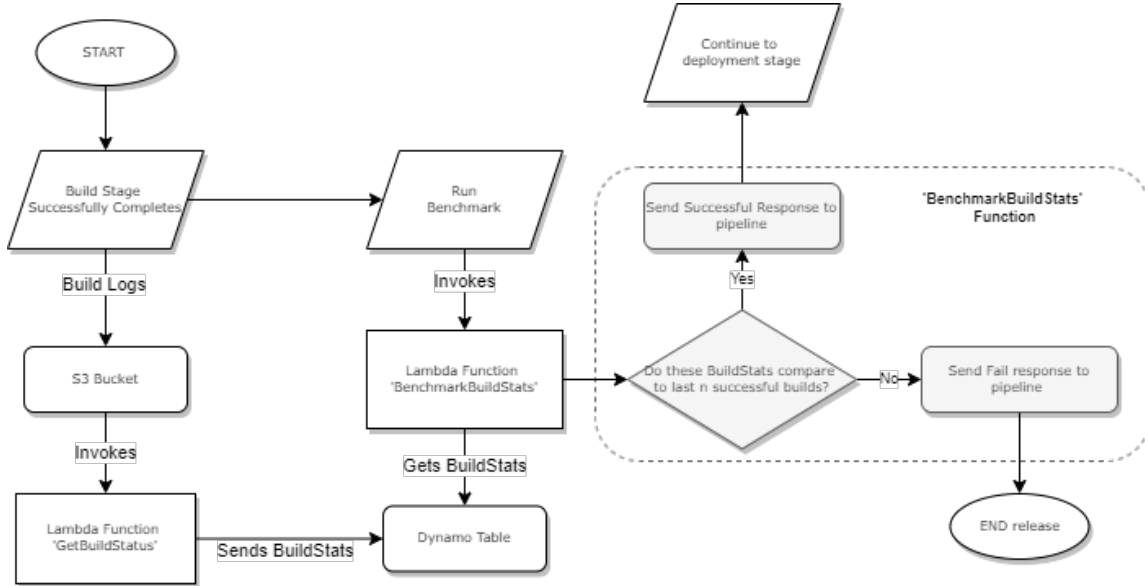 START
Continue to
deployment stage
Build Stage
Successfully Completes
Run
Benchmark
Send Successful Response to
pipeline
"BenchmarkBuildStats"
Function
Build Logs
Invokes
Yes
S3 Bucket
Lambda Function
"BenchmarkBuildStats"
Do these BuildStats compare
to last n successful builds?
No
Send Fail response to
pipeline
Invokes
Gets BuildStats
Lambda Function
"GetBuildStatus"
Sends BuildStats
Dynamo Table
END release